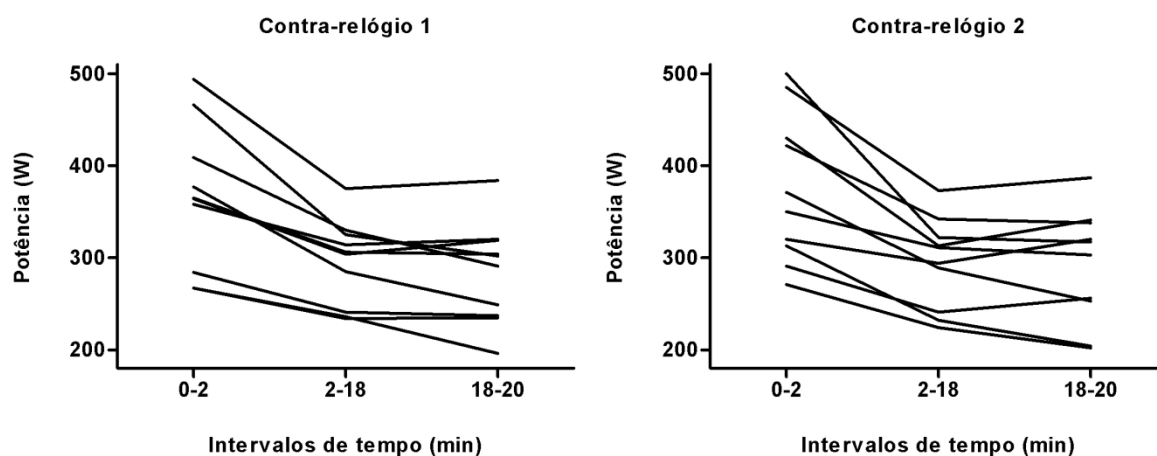 Contra-relógio 1
Potência (W)
500
400
300
200
0-2
2-18
18-20
Intervalos de tempo (min)
Contra-relógio 2
Potência (W)
500
400
300
200
0-2
2-18
18-20
Intervalos de tempo (min)